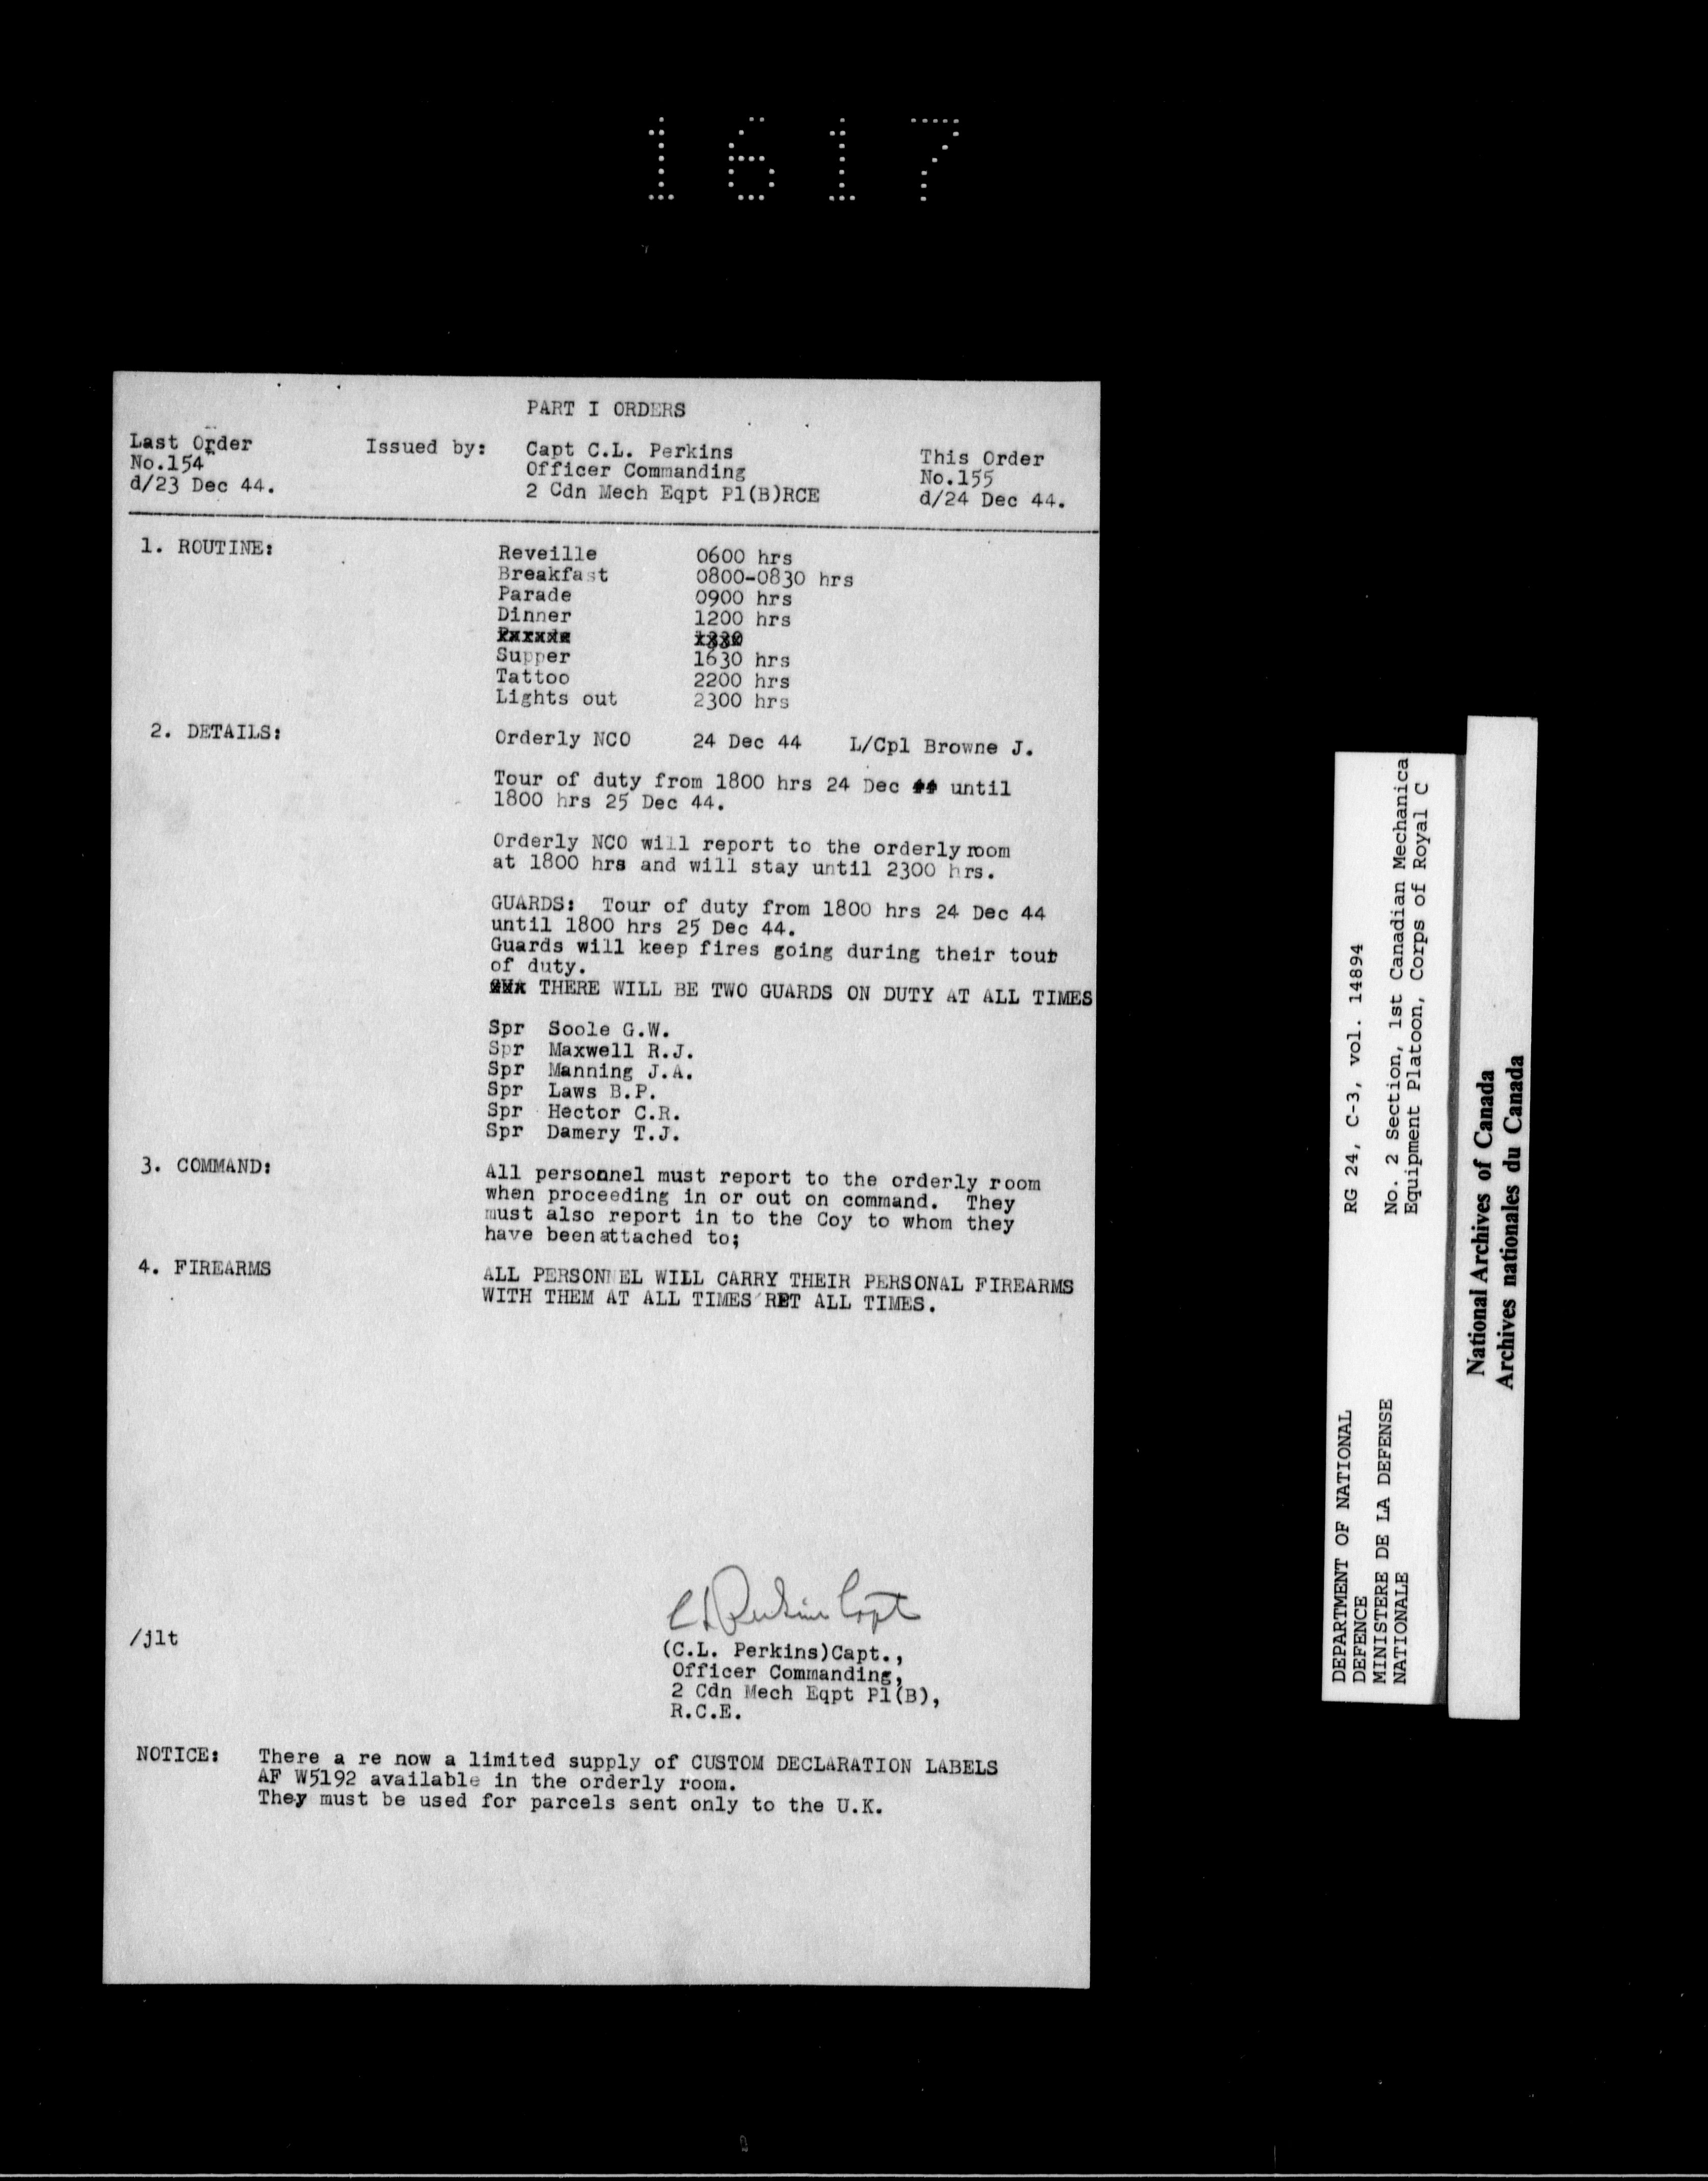 1617
PART I ORDERS
Last Order
No.154
d/23 Dec 44.
Issued by:
Capt C.L. Perkins
Officer Commanding
2 Cdn Mech Eqpt Pl(B)RCE
This Order
No.155
d/24 Dec 44.
1. ROUTINE:
Reveille 0600 hrs
Breakfast 0800-0830 hrs
Parade 0900 hrs
Dinner 1200 hrs
Supper 1630 hrs
Tattoo 2200 hrs
Lights out 2300 hrs
2. DETAILS:
Orderly NCO 24 Dec 44 L/Cpl Browne J.
Tour of duty from 1800 hrs 24 Dec 44 until
1800 hrs 25 Dec 44.
Orderly NCO will report to the orderly room
at 1800 hrs and will stay until 2300 hrs.
GUARDS: Tour of duty from 1800 hrs 24 Dec 44
until 1800 hrs 25 Dec 44.
Guards will keep fires going during their tour
of duty.
THERE WILL BE TWO GUARDS ON DUTY AT ALL TIMES
Spr Soole G.W.
Spr Maxwell R.J.
Spr Manning J.A.
Spr Laws B.P.
Spr Hector C.R.
Spr Damery T.J.
3. COMMAND:
All personnel must report to the orderly room
when proceeding in or out on command. They
must also report in to the Coy to whom they
have been attached to;
4. FIREARMS
ALL PERSONNEL WILL CARRY THEIR PERSONAL FIREARMS
WITH THEM AT ALL TIMES RET ALL TIMES.
C.L. Perkins Capt
/jlt
(C.L. Perkins)Capt.,
Officer Commanding,
2 Cdn Mech Eqpt Pl(B),
R.C.E.
NOTICE: There a re now a limited supply of CUSTOM DECLARATION LABELS
AF W5192 available in the orderly room.
They must be used for parcels sent only to the U.K.
DEPARTMENT OF NATIONAL
DEFENCE
MINISTERE DE LA DEFENSE
NATIONALE
RG 24, C-3, vol. 14894
No. 2 Section, 1st Canadian Mechanica
Equipment Platoon, Corps of Royal C
National Archives of Canada
Archives nationales du Canada